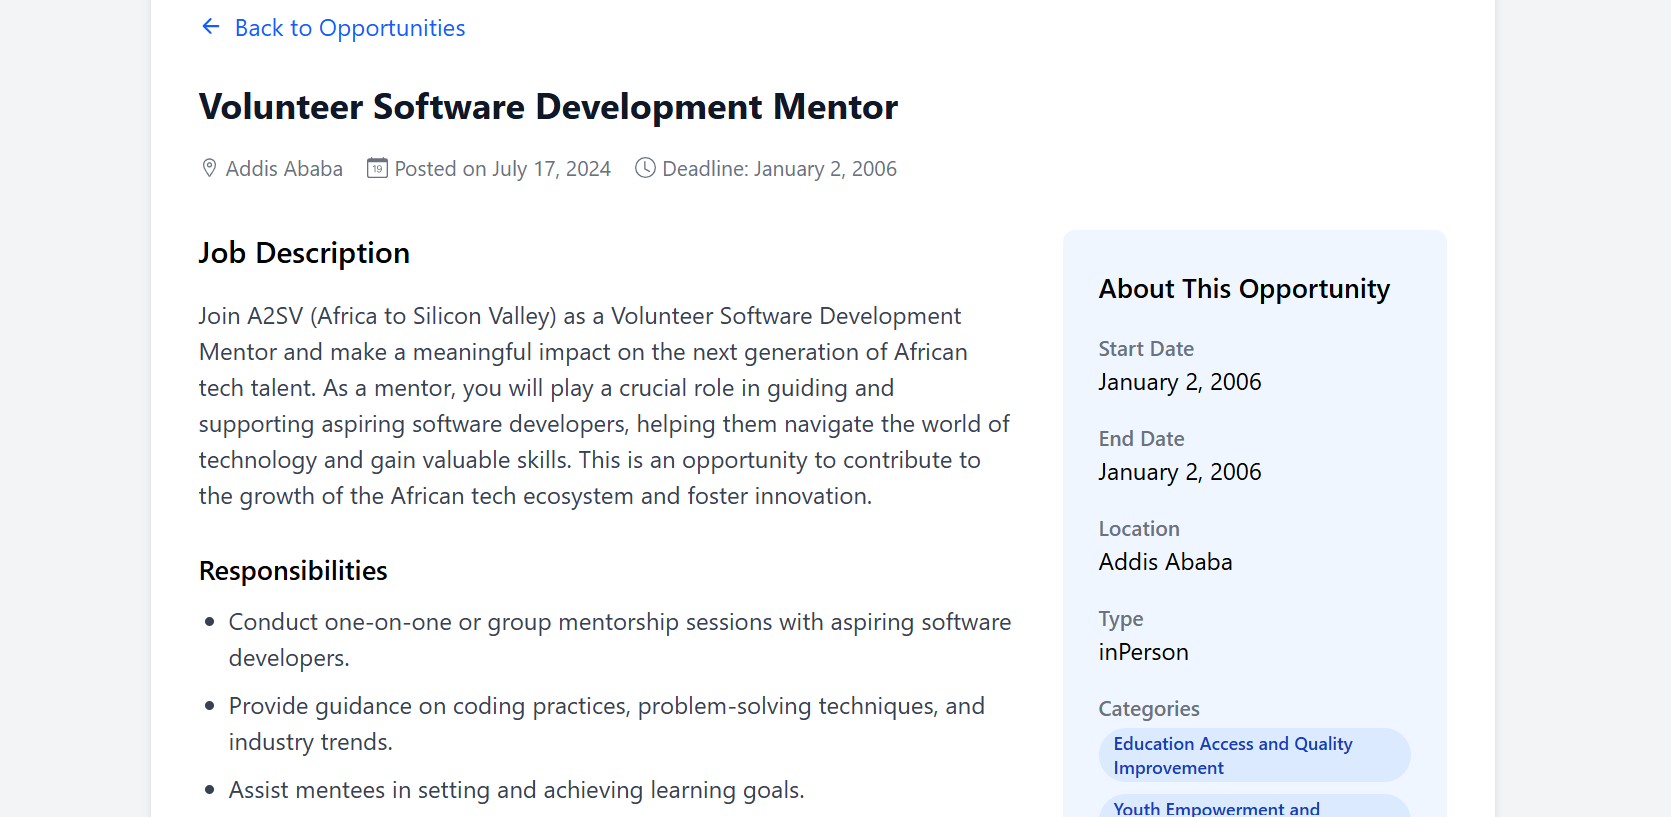 Back to Opportunities
Volunteer Software Development Mentor
Addis Ababa
19
Posted on July 17, 2024
Deadline: January 2, 2006
Job Description
Join A2SV (Africa to Silicon Valley) as a Volunteer Software Development
Mentor and make a meaningful impact on the next generation of African
tech talent. As a mentor, you will play a crucial role in guiding and
supporting aspiring software developers, helping them navigate the world of
technology and gain valuable skills. This is an opportunity to contribute to
the growth of the African tech ecosystem and foster innovation.
Responsibilities
Conduct one-on-one or group mentorship sessions with aspiring software
developers.
Provide guidance on coding practices, problem-solving techniques, and
industry trends.
Assist mentees in setting and achieving learning goals.
About This Opportunity
Start Date
January 2, 2006
End Date
January 2, 2006
Location
Addis Ababa
Type
inPerson
Categories
Education Access and Quality
Improvement
Youth Empowerment and